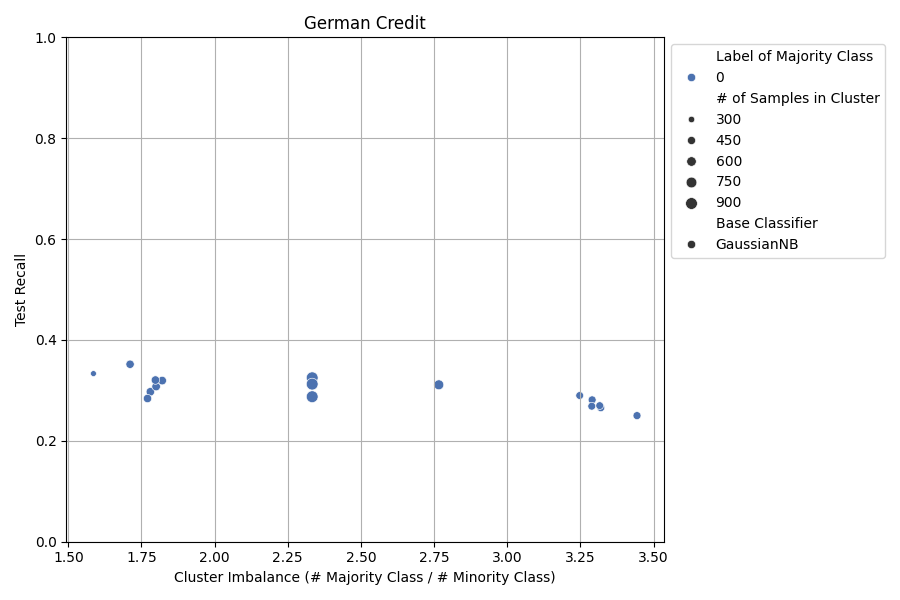 German Credit
1.0
0.8
0.6
0.4
0.2
0.0
Test Recall
1.50 1.75 2.00 2.25 2.50 2.75 3.00 3.25 3.50
Cluster Imbalance (# Majority Class / # Minority Class)
Label of Majority Class
0
# of Samples in Cluster
300
450
600
750
900
Base Classifier
GaussianNB